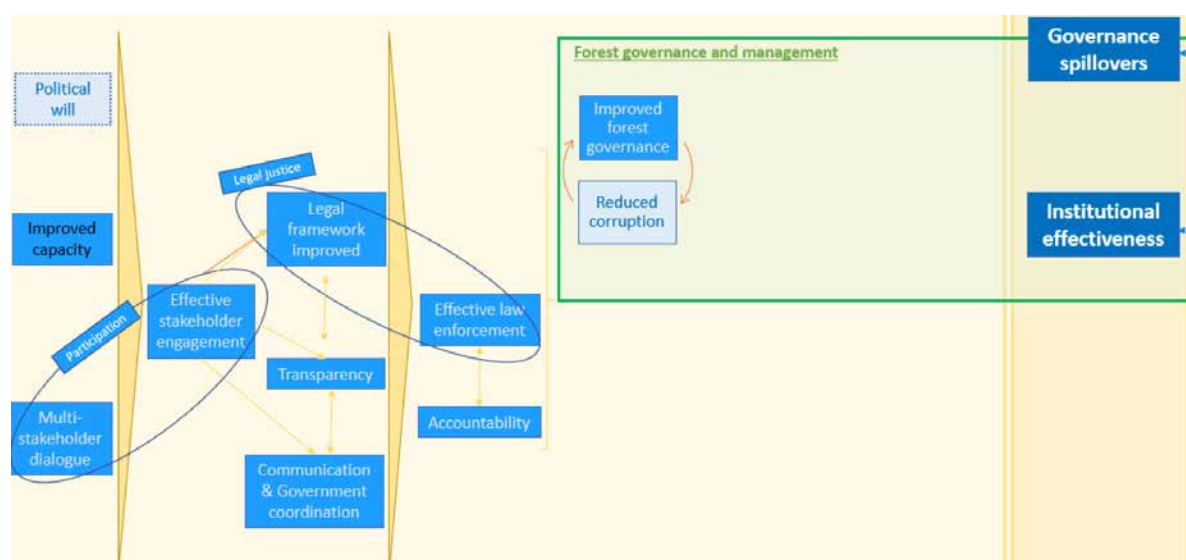 Political
will
Improved
capacity
Multi-
stakeholder
dialogue
Participation
Effective
stakeholder
engagement
Legal justice
Legal
framework
improved
Transparency
Communication
& Government
coordination
Effective law
enforcement
Accountability
Forest governance and management
Improved
forest
governance
Reduced
corruption
Governance
spillovers
Institutional
effectiveness